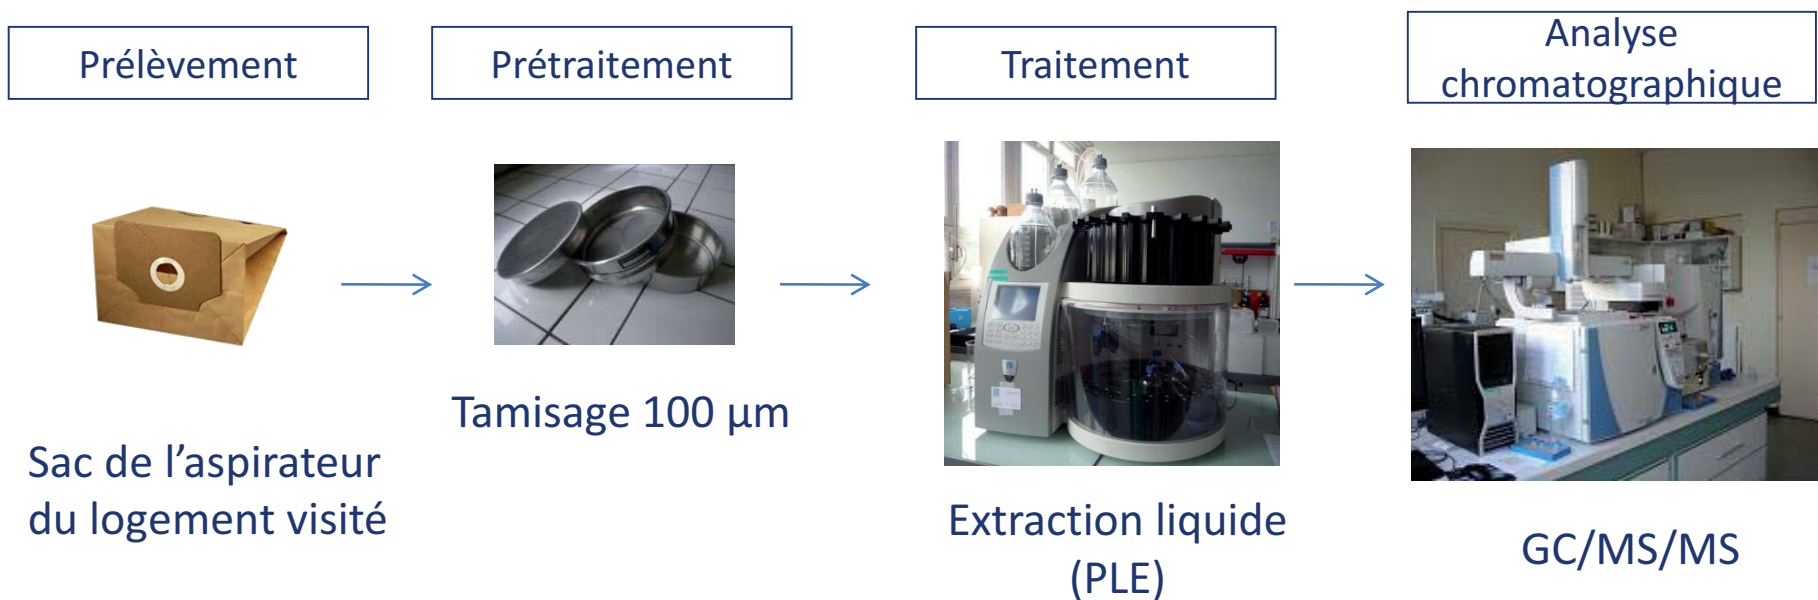 Prélèvement
Prétraitement
Traitement
Analyse
chromatographique
Sac de l’aspirateur
du logement visité
Tamisage 100 µm
Extraction liquide
(PLE)
GC/MS/MS